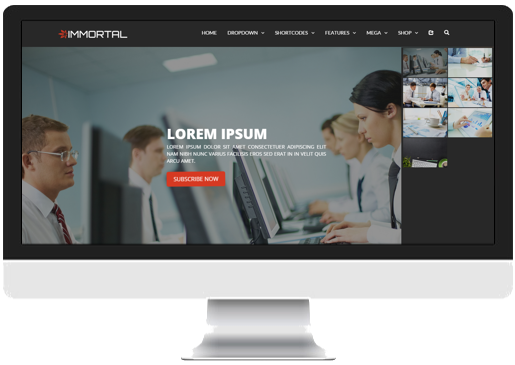 IMMORTAL
HOME DROPDOWN SHORTCODES FEATURES MEGA SHOP
LOREM IPSUM
LOREM IPSUM DOLOR SIT AMET CONSECTETUER ADIPISCING ELIT
NAM NIBH NUNC VARIUS FACILISIS EROS SED ERAT IN IN VELIT QUIS
ARCU AMET.
SUBSCRIBE NOW